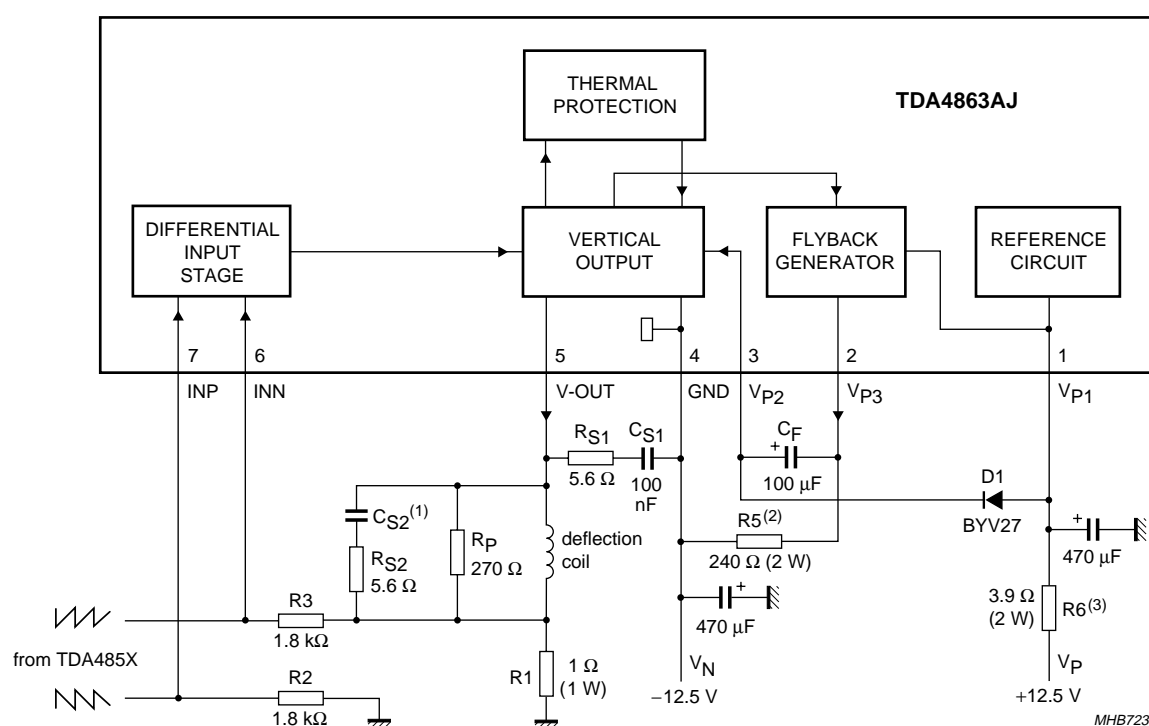 THERMAL
PROTECTION
TDA4863AJ
DIFFERENTIAL
INPUT
STAGE
VERTICAL
OUTPUT
FLYBACK
GENERATOR
REFERENCE
CIRCUIT
7
6
5
4
3
2
1
INP
INN
V-OUT
GND
VP2
VP3
VP1
RS1
5.6 Ω
CS1
100
nF
+
CF
100 μF
D1
BYV27
CS2(1)
RS2
5.6 Ω
RP
270 Ω
deflection
coil
R5(2)
240 Ω (2 W)
+
470 μF
+
470 μF
3.9 Ω
(2 W)
R6(3)
R3
1.8 kΩ
from TDA485X
R2
1.8 kΩ
R1
1 Ω
(1 W)
VN
−12.5 V
VP
+12.5 V
MHB723